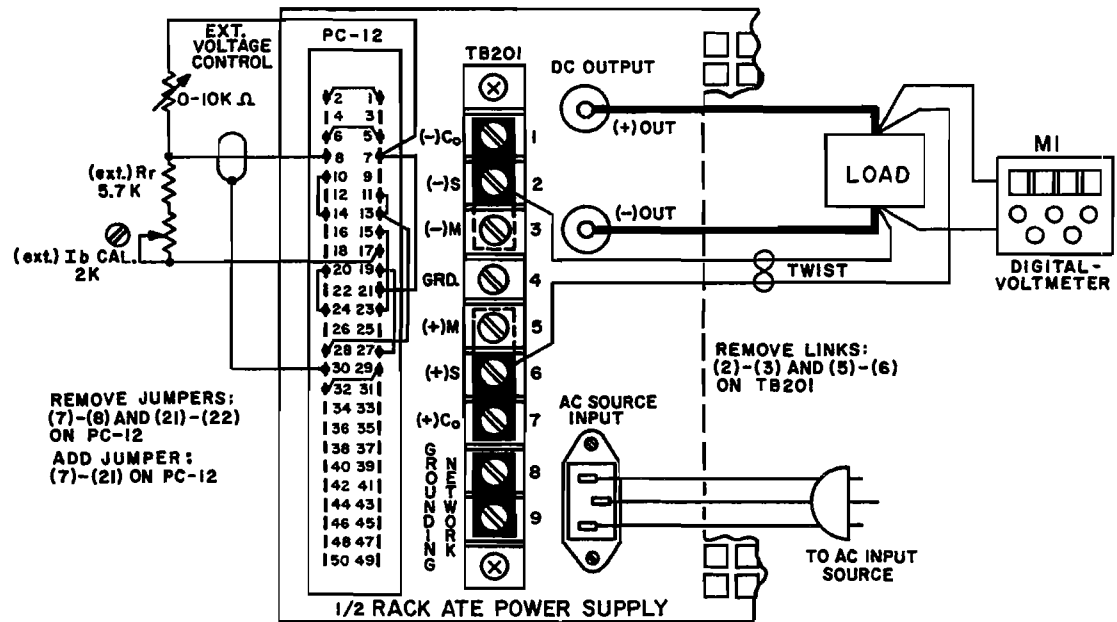 EXT.
VOLTAGE
CONTROL
0-10K Ω
(ext.) Rr
5.7 K
(ext.) Ib CAL.
2K
PC-12
2 1
4 3
6 5
8 7
10 9
12 11
14 13
16 15
18 17
20 19
22 21
24 23
26 25
28 27
30 29
32 31
34 33
36 35
38 37
40 39
42 41
44 43
46 45
48 47
50 49
REMOVE JUMPERS:
(7)-(8) AND (21)-(22)
ON PC-12
ADD JUMPER:
(7)-(21) ON PC-12
TB201
(-)Co 1
(-)S 2
(-)M 3
GRD. 4
(+)M 5
(+)S 6
(+)Co 7
8
9
GROUNDING
NETWORK
DC OUTPUT
(+)OUT
(-)OUT
LOAD
M1
DIGITAL-
VOLTMETER
TWIST
REMOVE LINKS:
(2)-(3) AND (5)-(6)
ON TB201
AC SOURCE
INPUT
TO AC INPUT
SOURCE
1/2 RACK ATE POWER SUPPLY